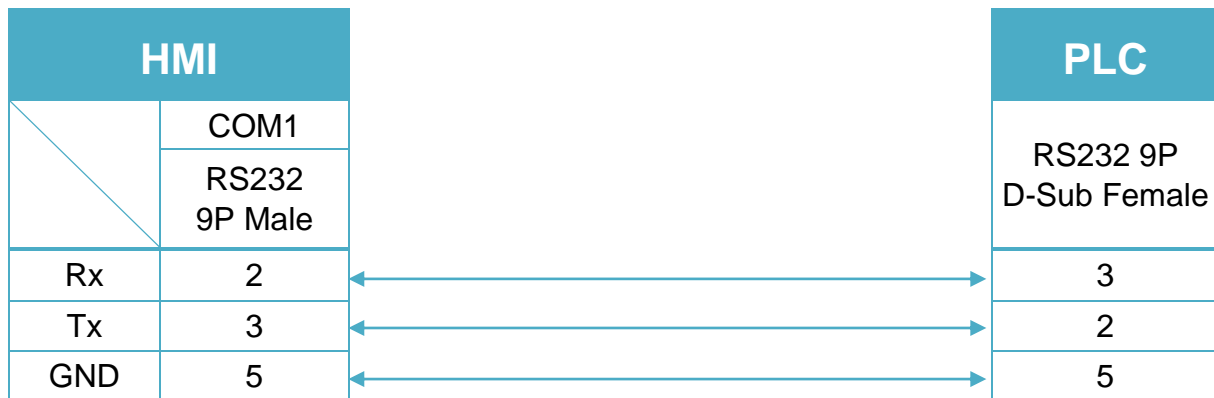 HMI
PLC
COM1
RS232
9P Male
RS232 9P
D-Sub Female
Rx 2 3
Tx 3 2
GND 5 5